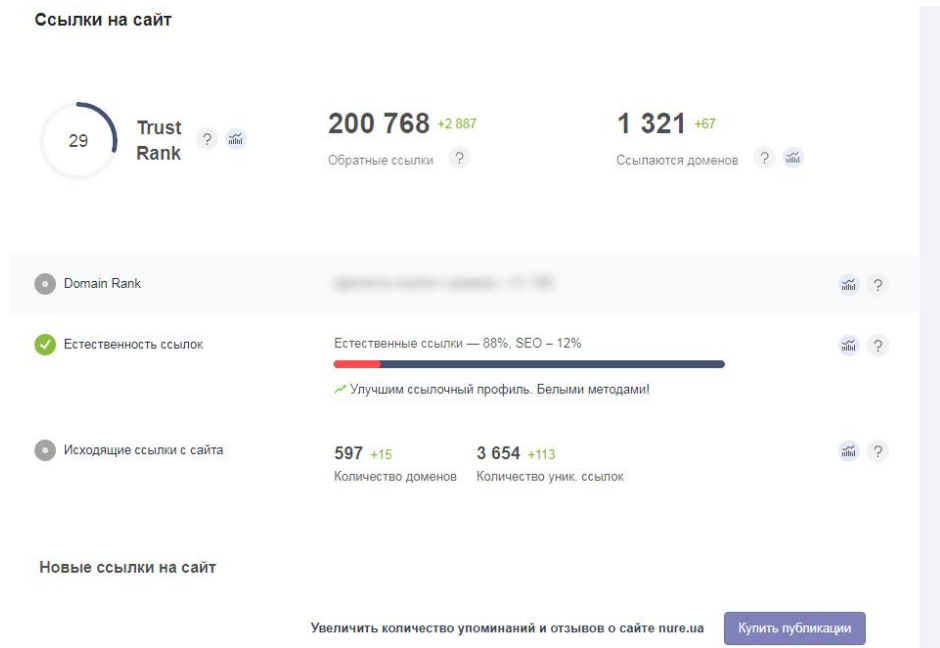 Ссылки на сайт
29
Trust
Rank
?
200 768 +2 887
Обратные ссылки ?
1 321 +67
Ссылаются доменов ?
Domain Rank
?
Естественность ссылок
Естественные ссылки — 88%, SEO – 12%
?
Улучшим ссылочный профиль. Белыми методами!
Исходящие ссылки с сайта
597 +15
Количество доменов
3 654 +113
Количество уник. ссылок
?
Новые ссылки на сайт
Увеличить количество упоминаний и отзывов о сайте nure.ua
Купить публикации